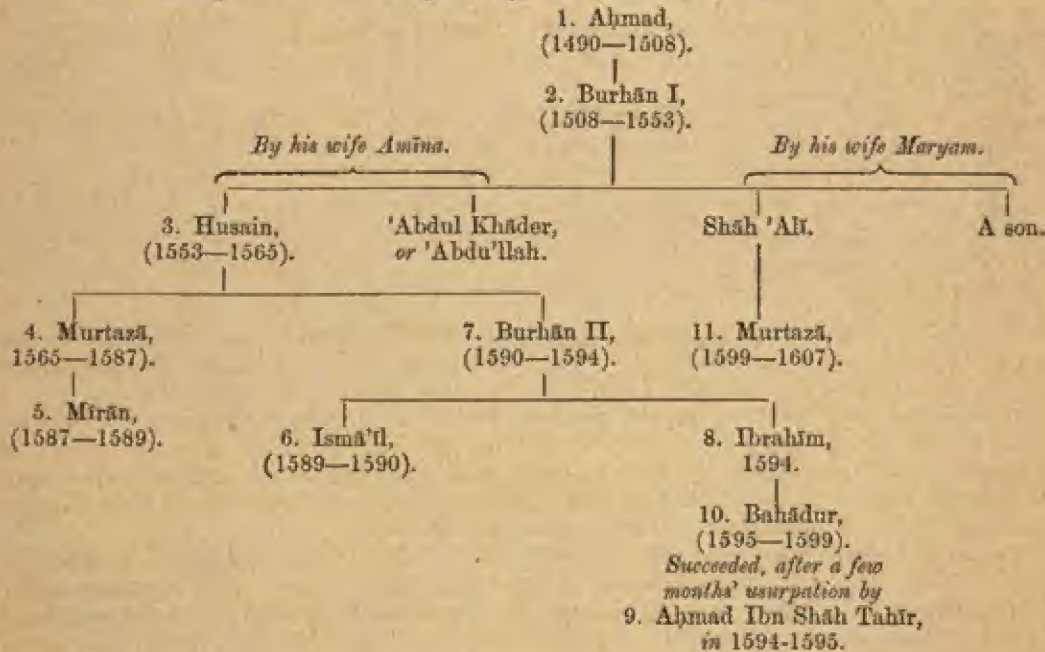 1. Aḥmad,
(1490—1508).
2. Burhān I,
(1508—1553).
By his wife Amīna.
By his wife Maryam.
3. Husain,
(1553—1565).
'Abdul Khāder,
or 'Abdu'llah.
Shāh 'Alī.
A son.
4. Murtazā,
1565—1587).
7. Burhān II,
(1590—1594).
11. Murtazā,
(1599—1607).
5. Mīrān,
(1587—1589).
6. Ismā'īl,
(1589—1590).
8. Ibrahīm,
1594.
10. Bahādur,
(1595—1599).
Succeeded, after a few
months' usurpation by
9. Aḥmad Ibn Shāh Tahīr,
in 1594-1595.